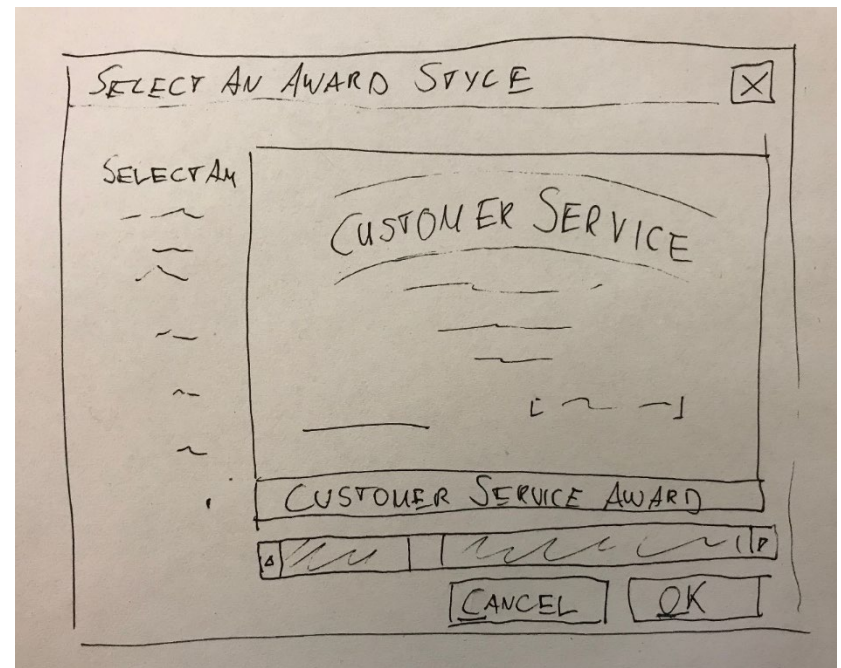 SELECT AN AWARD STYLE
X
SELECT AN
CUSTOMER SERVICE
CUSTOMER SERVICE AWARD
CANCEL
OK